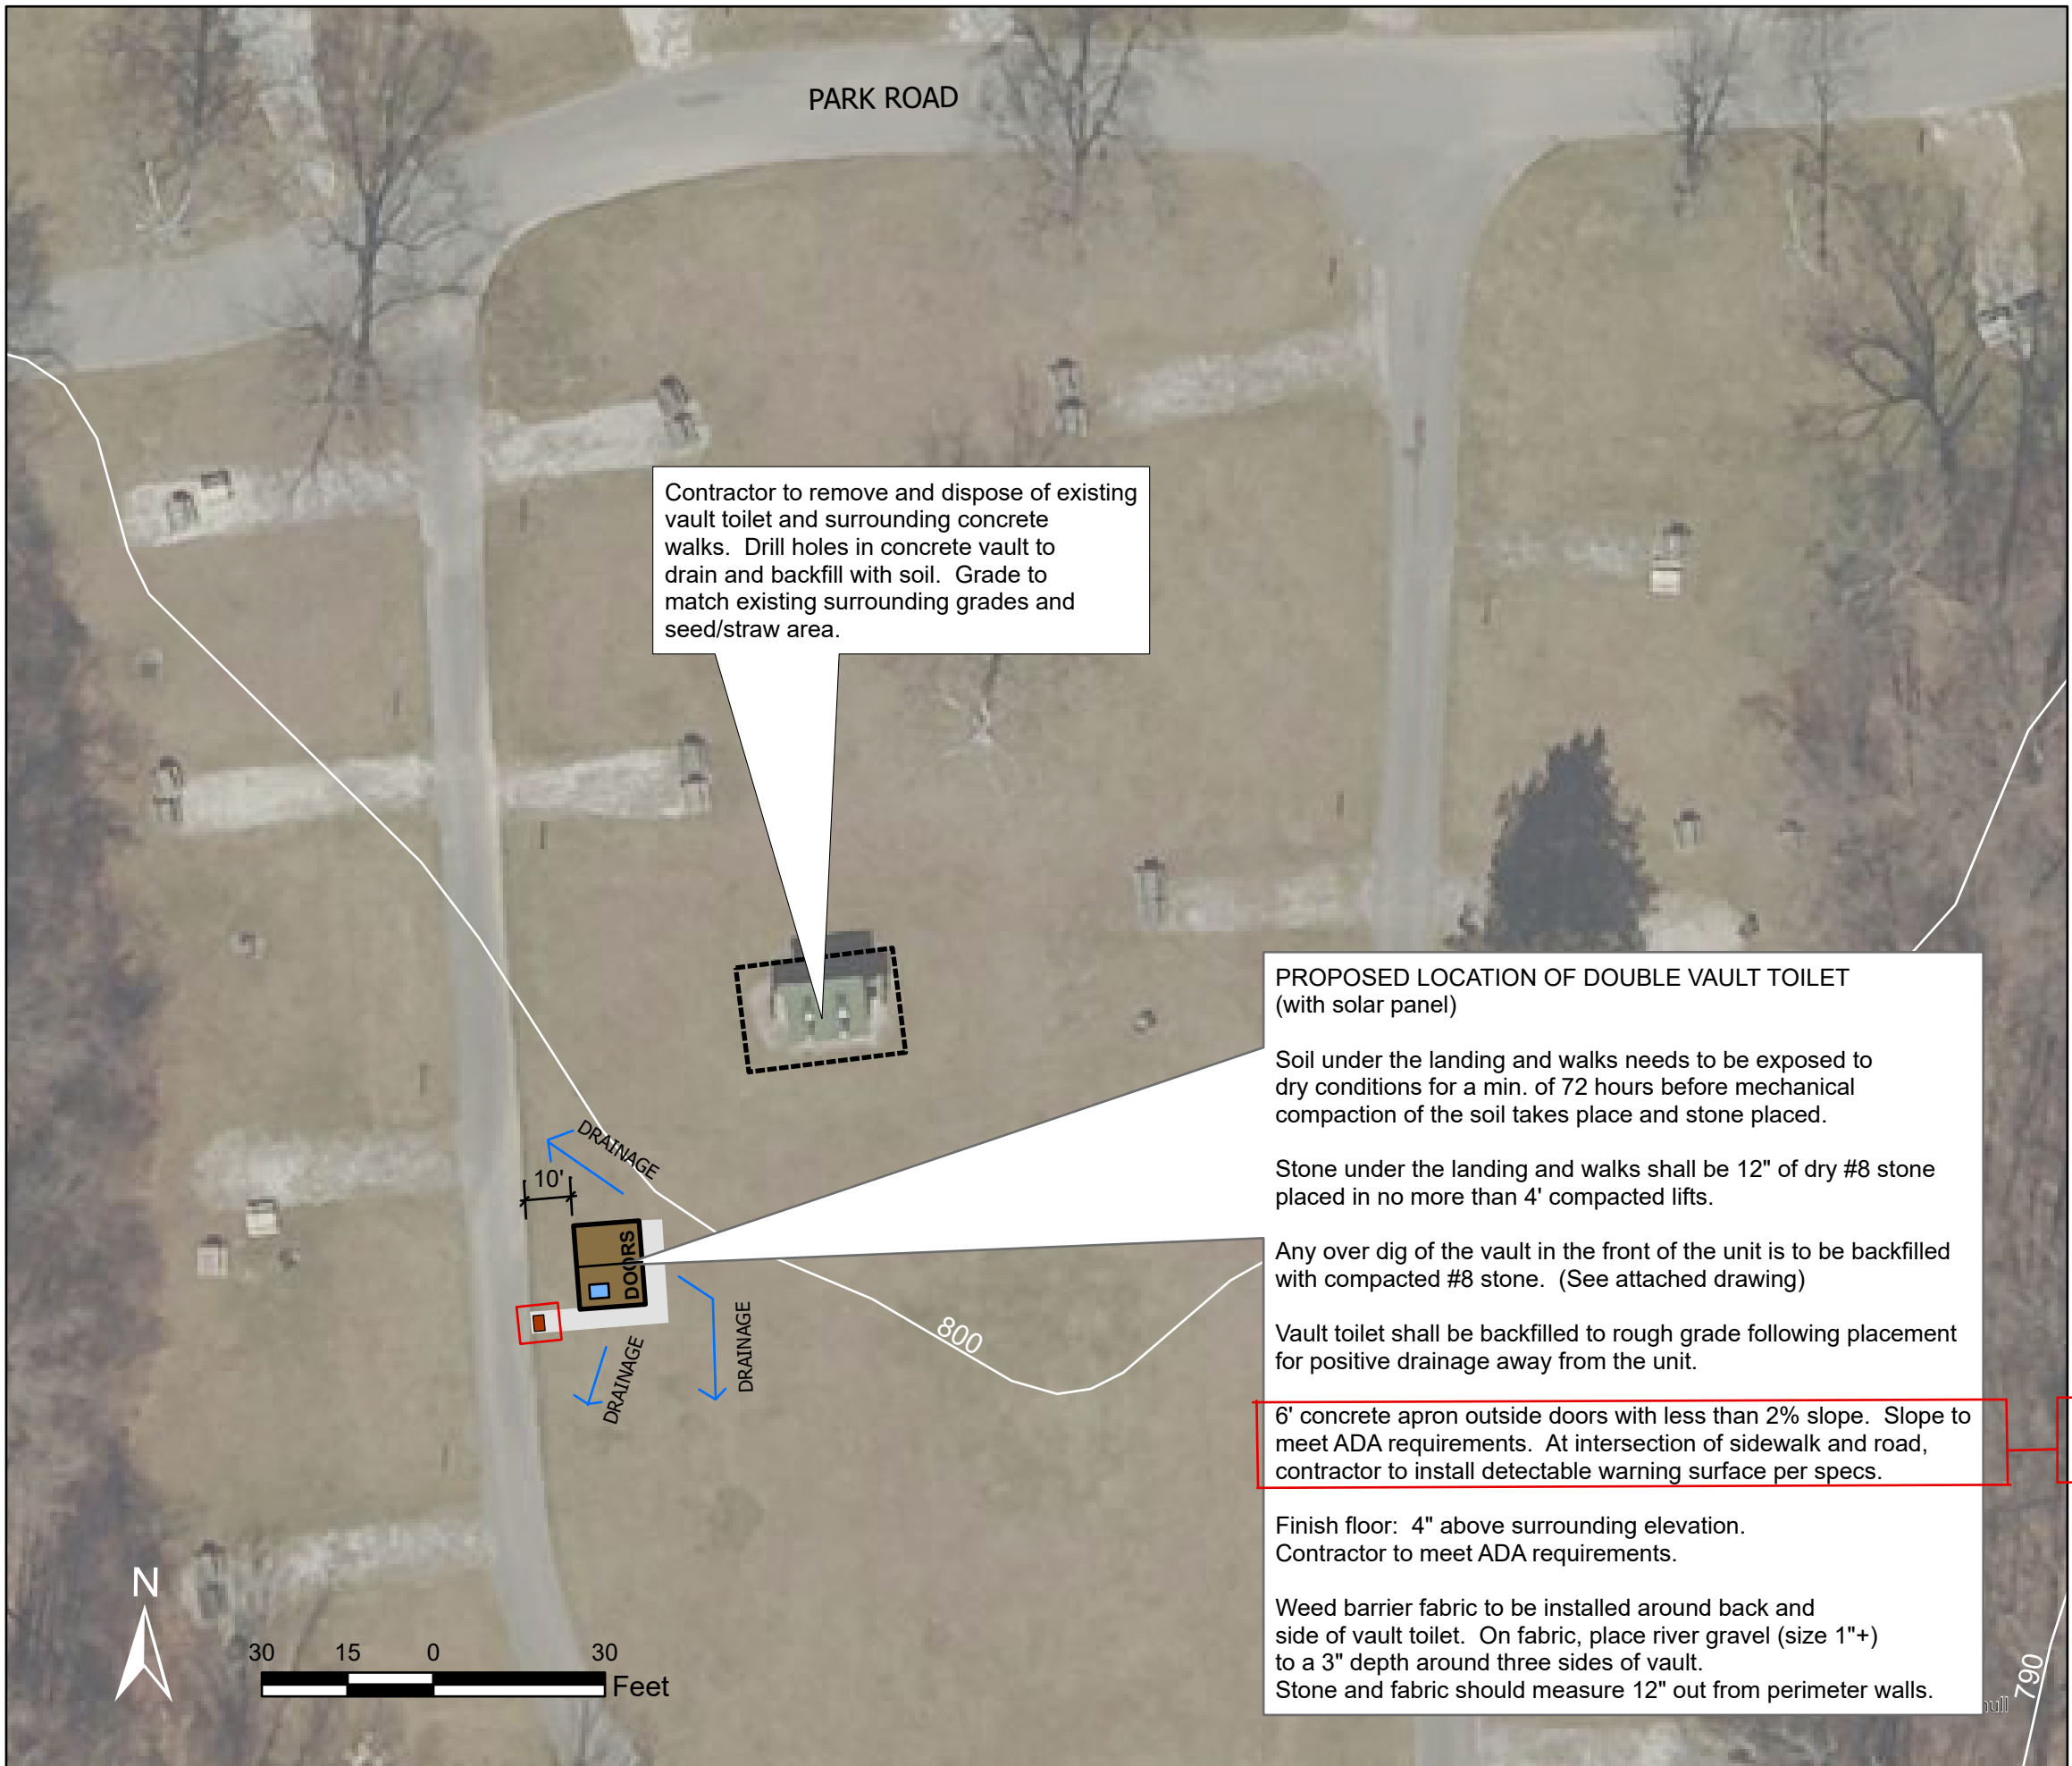 PARK ROAD
Contractor to remove and dispose of existing
vault toilet and surrounding concrete
walks.  Drill holes in concrete vault to
drain and backfill with soil.  Grade to
match existing surrounding grades and
seed/straw area.
PROPOSED LOCATION OF DOUBLE VAULT TOILET
(with solar panel)
Soil under the landing and walks needs to be exposed to
dry conditions for a min. of 72 hours before mechanical
compaction of the soil takes place and stone placed.
Stone under the landing and walks shall be 12" of dry #8 stone
placed in no more than 4' compacted lifts.
Any over dig of the vault in the front of the unit is to be backfilled
with compacted #8 stone.  (See attached drawing)
Vault toilet shall be backfilled to rough grade following placement
for positive drainage away from the unit.
6' concrete apron outside doors with less than 2% slope.  Slope to
meet ADA requirements.  At intersection of sidewalk and road,
contractor to install detectable warning surface per specs.
Finish floor:  4" above surrounding elevation.
Contractor to meet ADA requirements.
Weed barrier fabric to be installed around back and
side of vault toilet.  On fabric, place river gravel (size 1"+)
to a 3" depth around three sides of vault.
Stone and fabric should measure 12" out from perimeter walls.
DRAINAGE
10'
DOORS
DRAINAGE
DRAINAGE
800
790
N
30 15 0 30
Feet